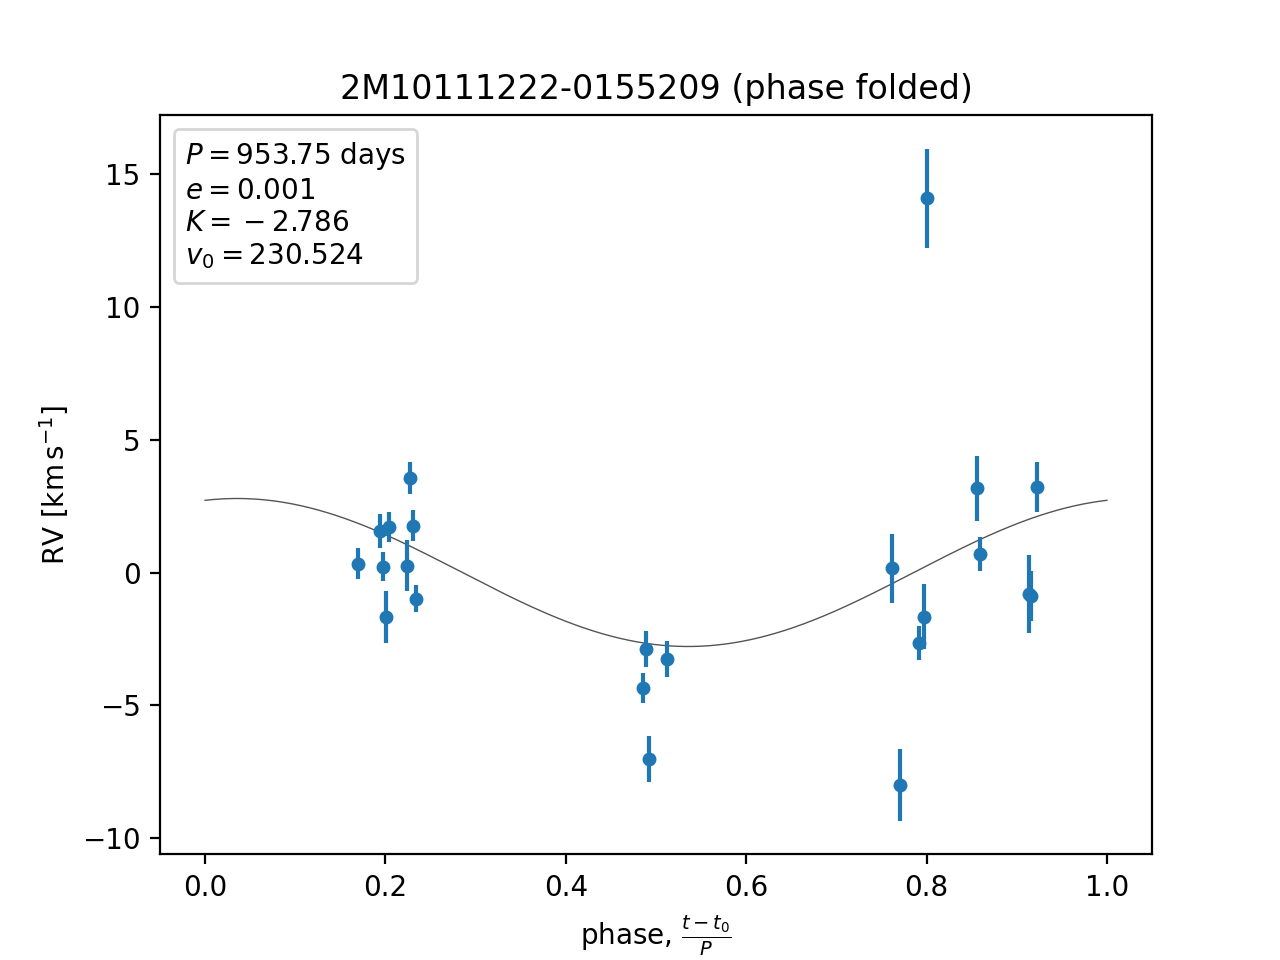 2M10111222-0155209 (phase folded)
P = 953.75 days
e = 0.001
K = −2.786
v₀ = 230.524
15
10
5
0
−5
−10
RV [km s⁻¹]
0.0 0.2 0.4 0.6 0.8 1.0
phase, (t − t₀)/P